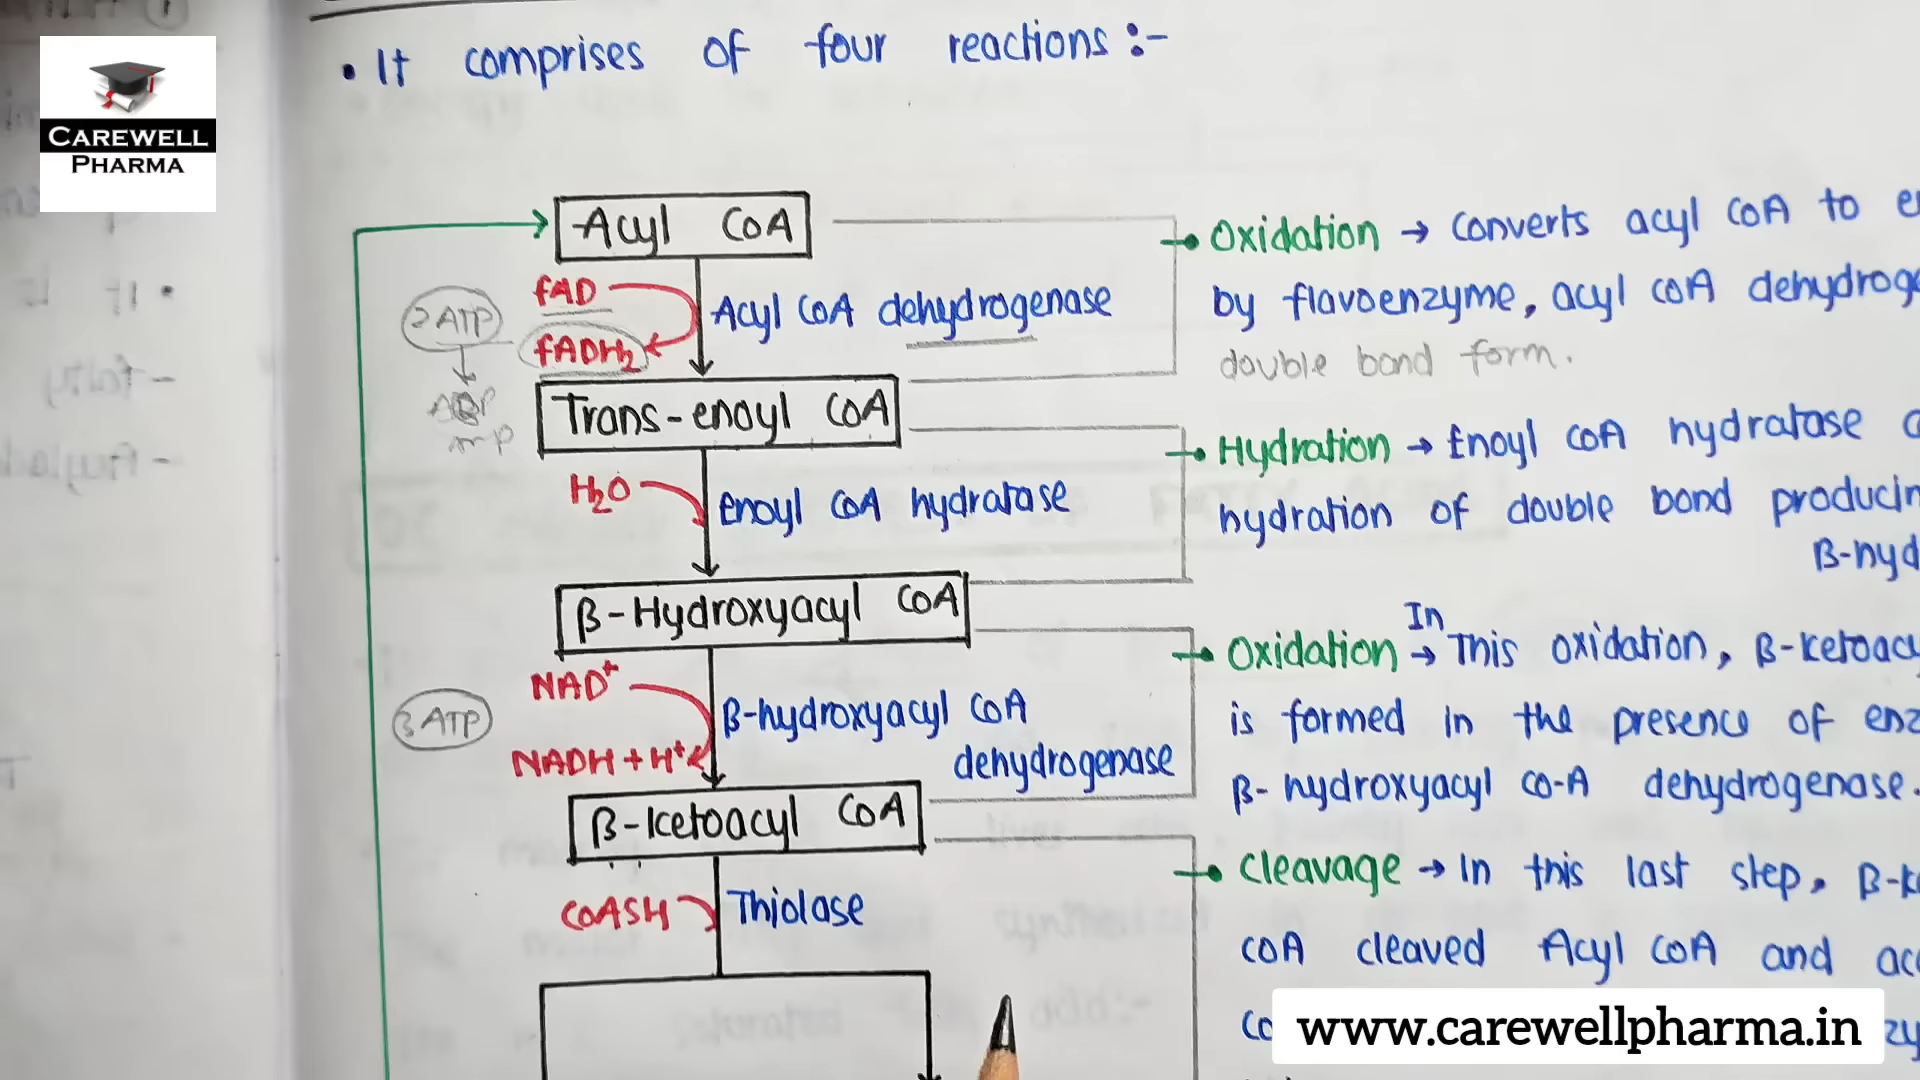 CAREWELL
PHARMA
• It comprises of four reactions :-
Acyl CoA
FAD
2 ATP
FADH2
Acyl CoA dehydrogenase
Trans-enoyl CoA
H2O
Enoyl CoA hydratase
β-Hydroxyacyl CoA
NAD+
3 ATP
NADH + H+
β-hydroxyacyl CoA
dehydrogenase
β-ketoacyl CoA
CoASH
Thiolase
Oxidation → Converts acyl CoA to
by flavoenzyme, acyl CoA
double bond form.
Hydration → Enoyl CoA hydratase
hydration of double bond
Oxidation → In This oxidation,
is formed in the presence of
β- hydroxyacyl Co-A dehydrogenase.
Cleavage → In this last step,
CoA cleaved Acyl CoA and
www.carewellpharma.in